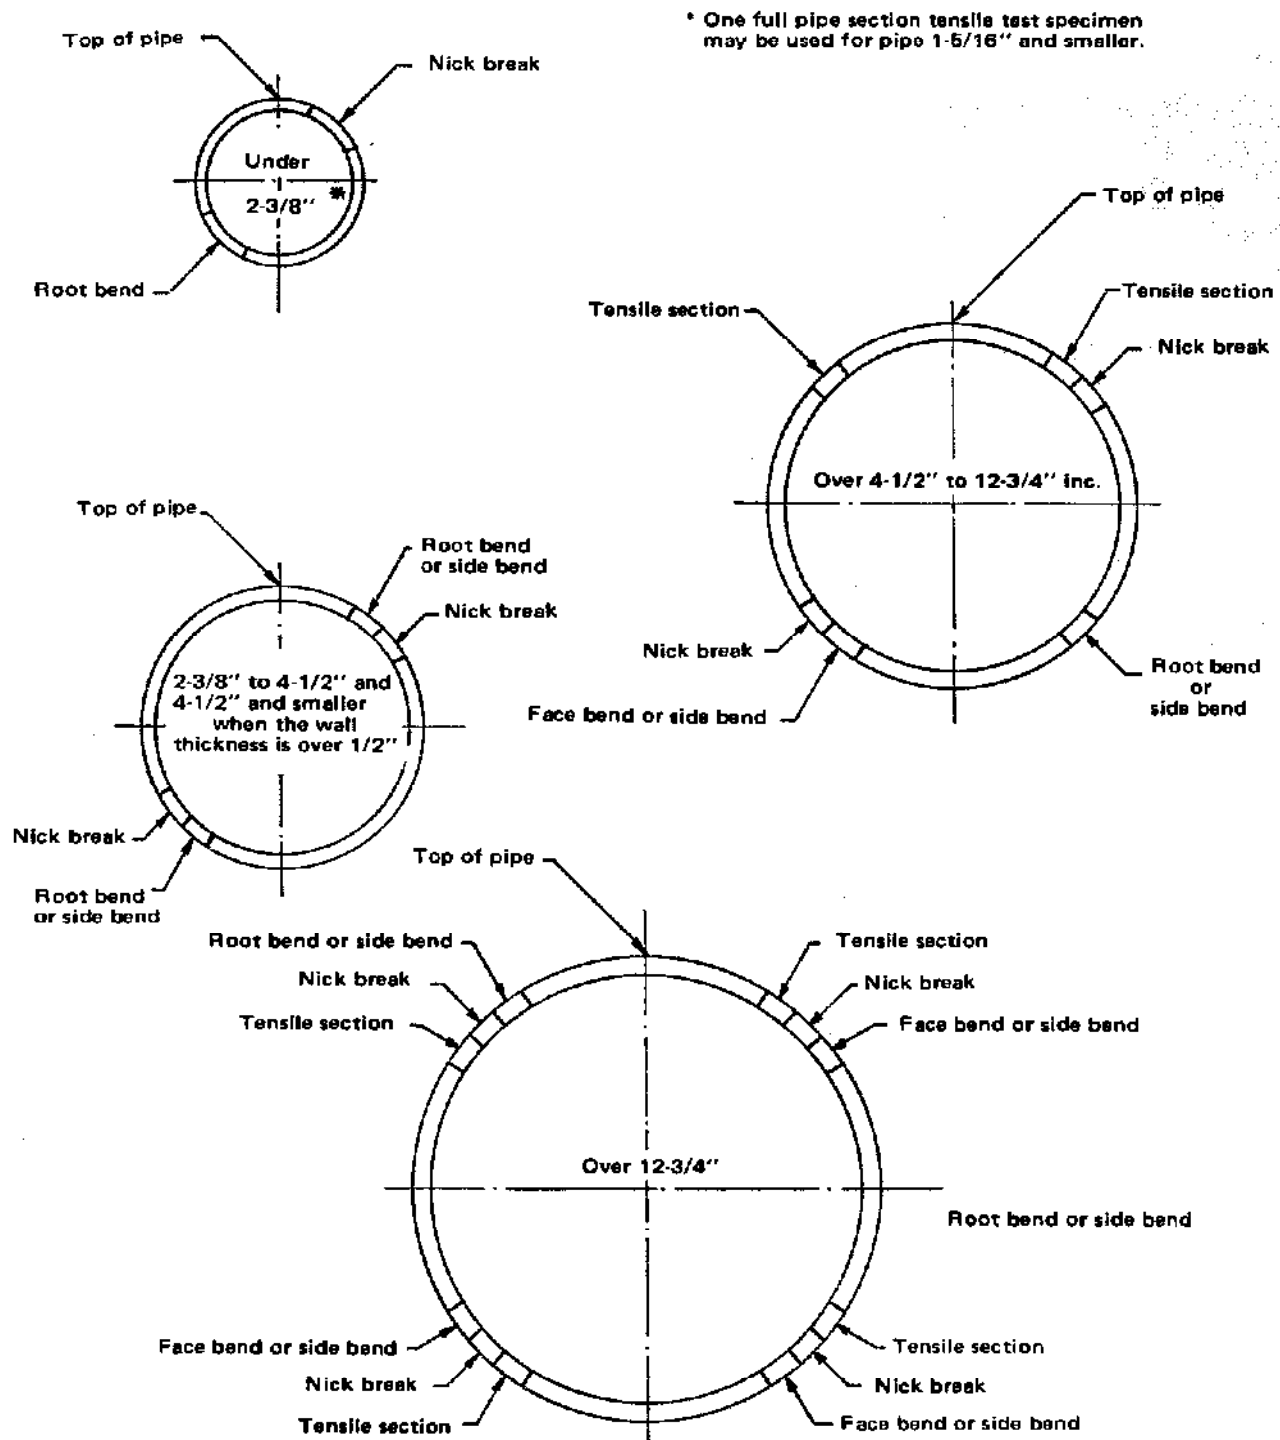 * One full pipe section tensile test specimen
may be used for pipe 1-5/16" and smaller.
Top of pipe
Nick break
Under
2-3/8" *
Root bend
Top of pipe
Tensile section
Tensile section
Nick break
Over 4-1/2" to 12-3/4" inc.
Nick break
Face bend or side bend
Root bend
or
side bend
Top of pipe
Root bend
or side bend
Nick break
2-3/8" to 4-1/2" and
4-1/2" and smaller
when the wall
thickness is over 1/2"
Nick break
Root bend
or side bend
Top of pipe
Root bend or side bend
Nick break
Tensile section
Tensile section
Nick break
Face bend or side bend
Over 12-3/4"
Root bend or side bend
Face bend or side bend
Nick break
Tensile section
Tensile section
Nick break
Face bend or side bend